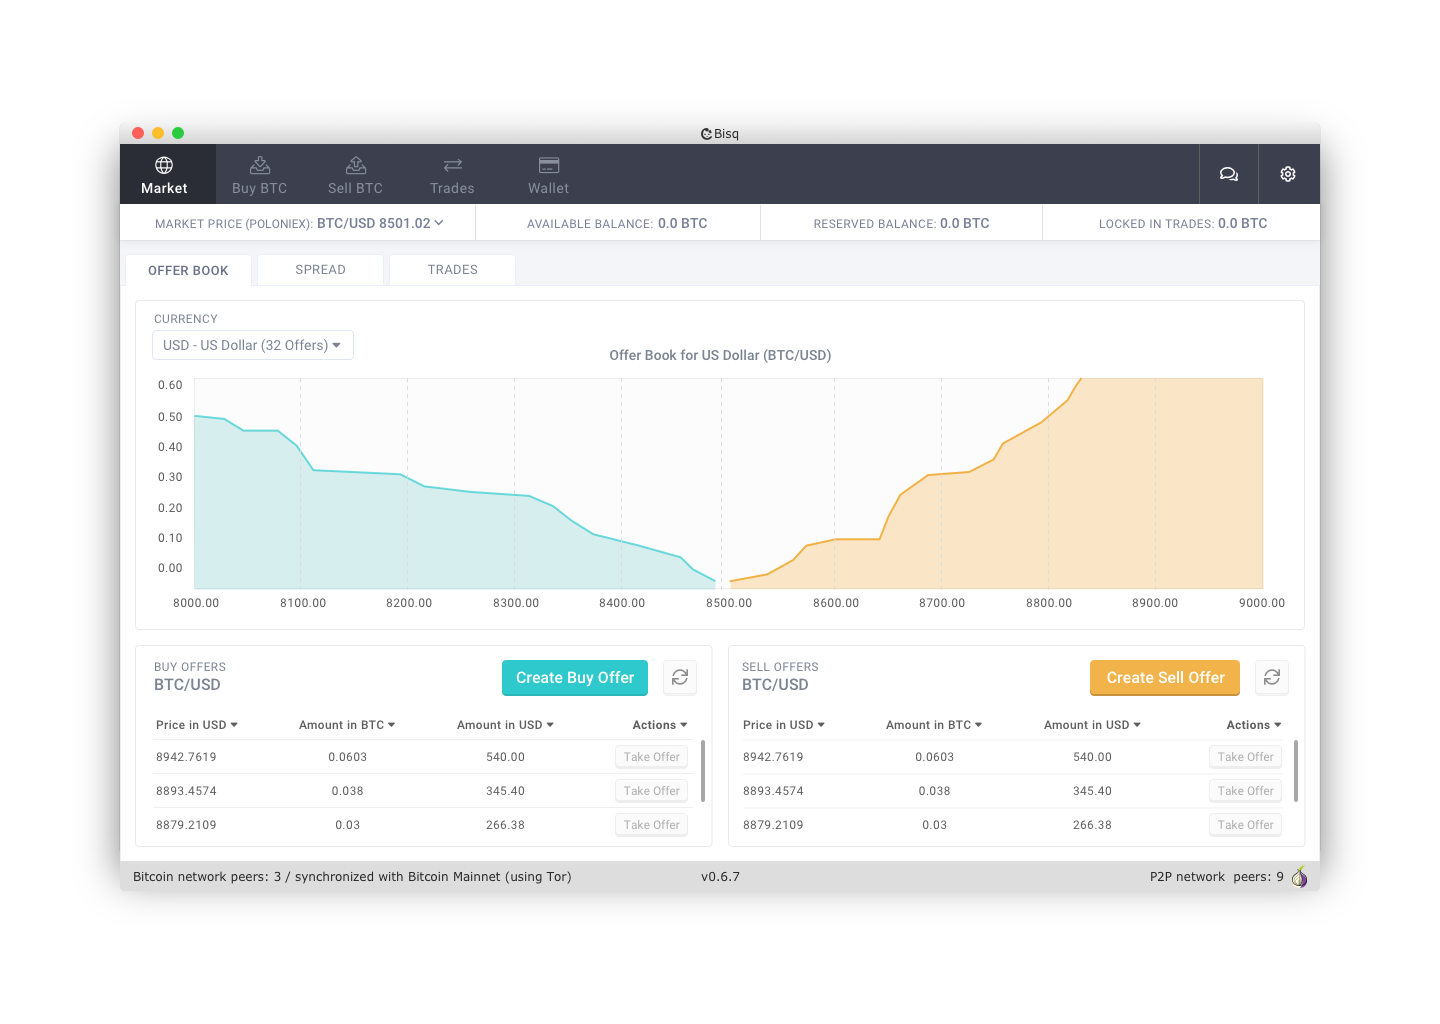 Bisq
Market Buy BTC Sell BTC Trades Wallet
MARKET PRICE (POLONIEX): BTC/USD 8501.02 AVAILABLE BALANCE: 0.0 BTC RESERVED BALANCE: 0.0 BTC LOCKED IN TRADES: 0.0 BTC
OFFER BOOK SPREAD TRADES
CURRENCY
USD - US Dollar (32 Offers)
Offer Book for US Dollar (BTC/USD)
0.60
0.50
0.40
0.30
0.20
0.10
0.00
8000.00 8100.00 8200.00 8300.00 8400.00 8500.00 8600.00 8700.00 8800.00 8900.00 9000.00
BUY OFFERS
BTC/USD
Create Buy Offer
Price in USD Amount in BTC Amount in USD Actions
8942.7619 0.0603 540.00 Take Offer
8893.4574 0.038 345.40 Take Offer
8879.2109 0.03 266.38 Take Offer
SELL OFFERS
BTC/USD
Create Sell Offer
Price in USD Amount in BTC Amount in USD Actions
8942.7619 0.0603 540.00 Take Offer
8893.4574 0.038 345.40 Take Offer
8879.2109 0.03 266.38 Take Offer
Bitcoin network peers: 3 / synchronized with Bitcoin Mainnet (using Tor) v0.6.7 P2P network peers: 9